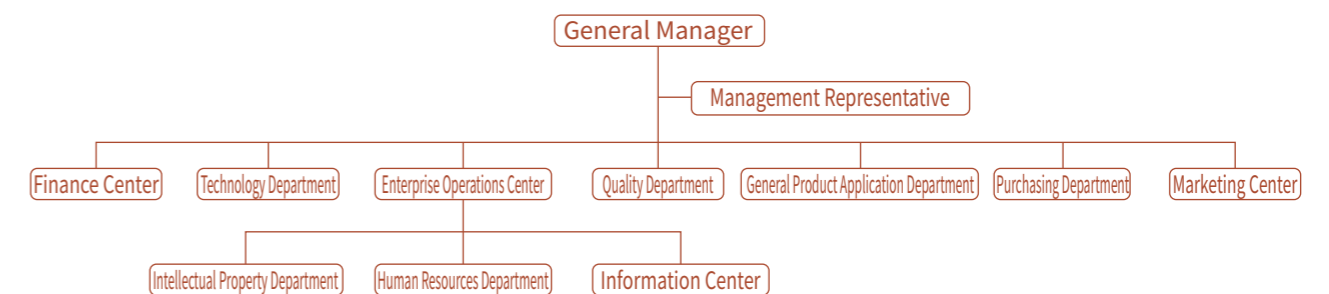 General Manager
Management Representative
Finance Center
Technology Department
Enterprise Operations Center
Quality Department
General Product Application Department
Purchasing Department
Marketing Center
Intellectual Property Department
Human Resources Department
Information Center